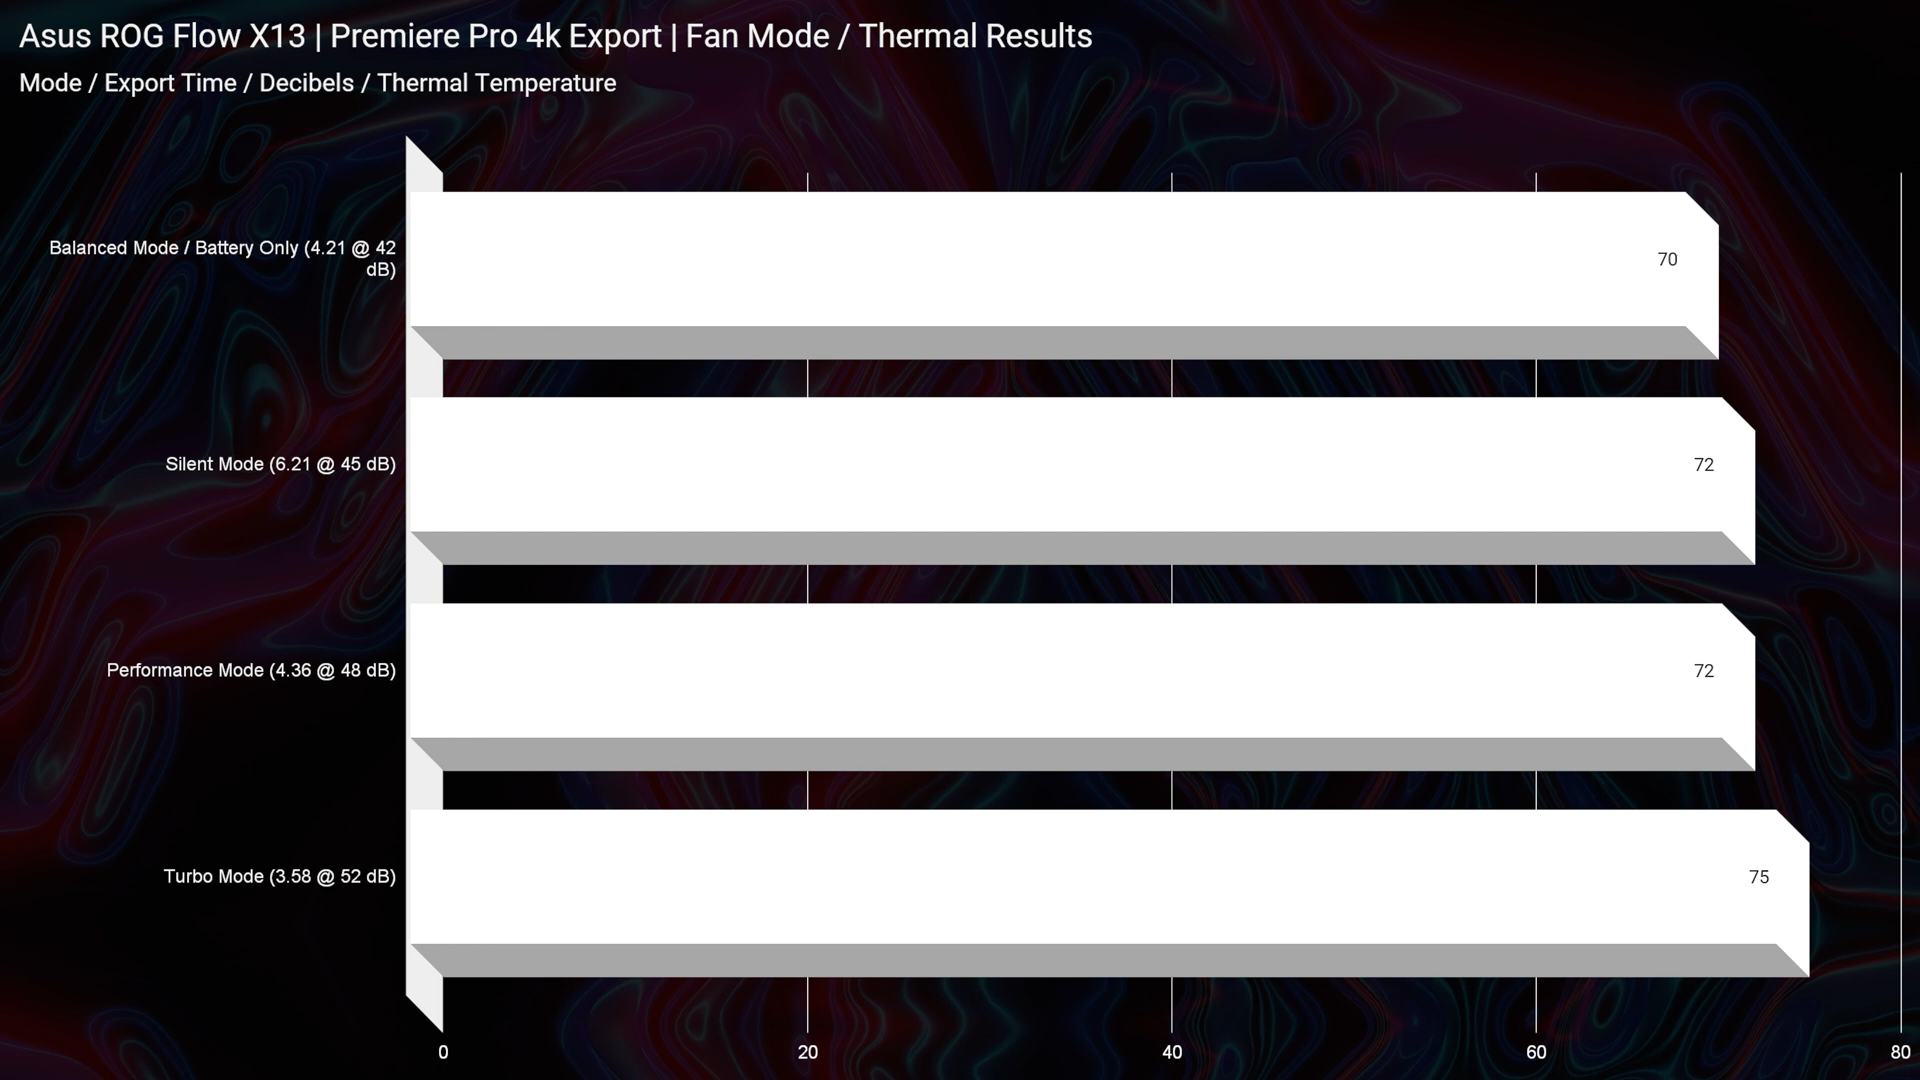 Asus ROG Flow X13 | Premiere Pro 4k Export | Fan Mode / Thermal Results
Mode / Export Time / Decibels / Thermal Temperature
Balanced Mode / Battery Only (4.21 @ 42
dB)
70
Silent Mode (6.21 @ 45 dB)
72
Performance Mode (4.36 @ 48 dB)
72
Turbo Mode (3.58 @ 52 dB)
75
0
20
40
60
80